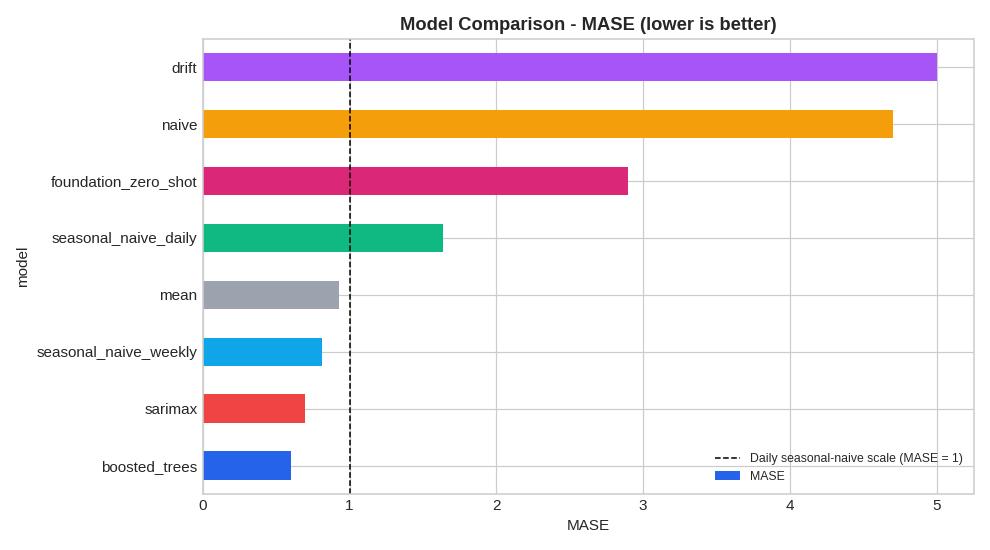 Model Comparison - MASE (lower is better)
drift
naive
foundation_zero_shot
seasonal_naive_daily
mean
seasonal_naive_weekly
sarimax
boosted_trees
model
Daily seasonal-naive scale (MASE = 1)
MASE
0 1 2 3 4 5
MASE